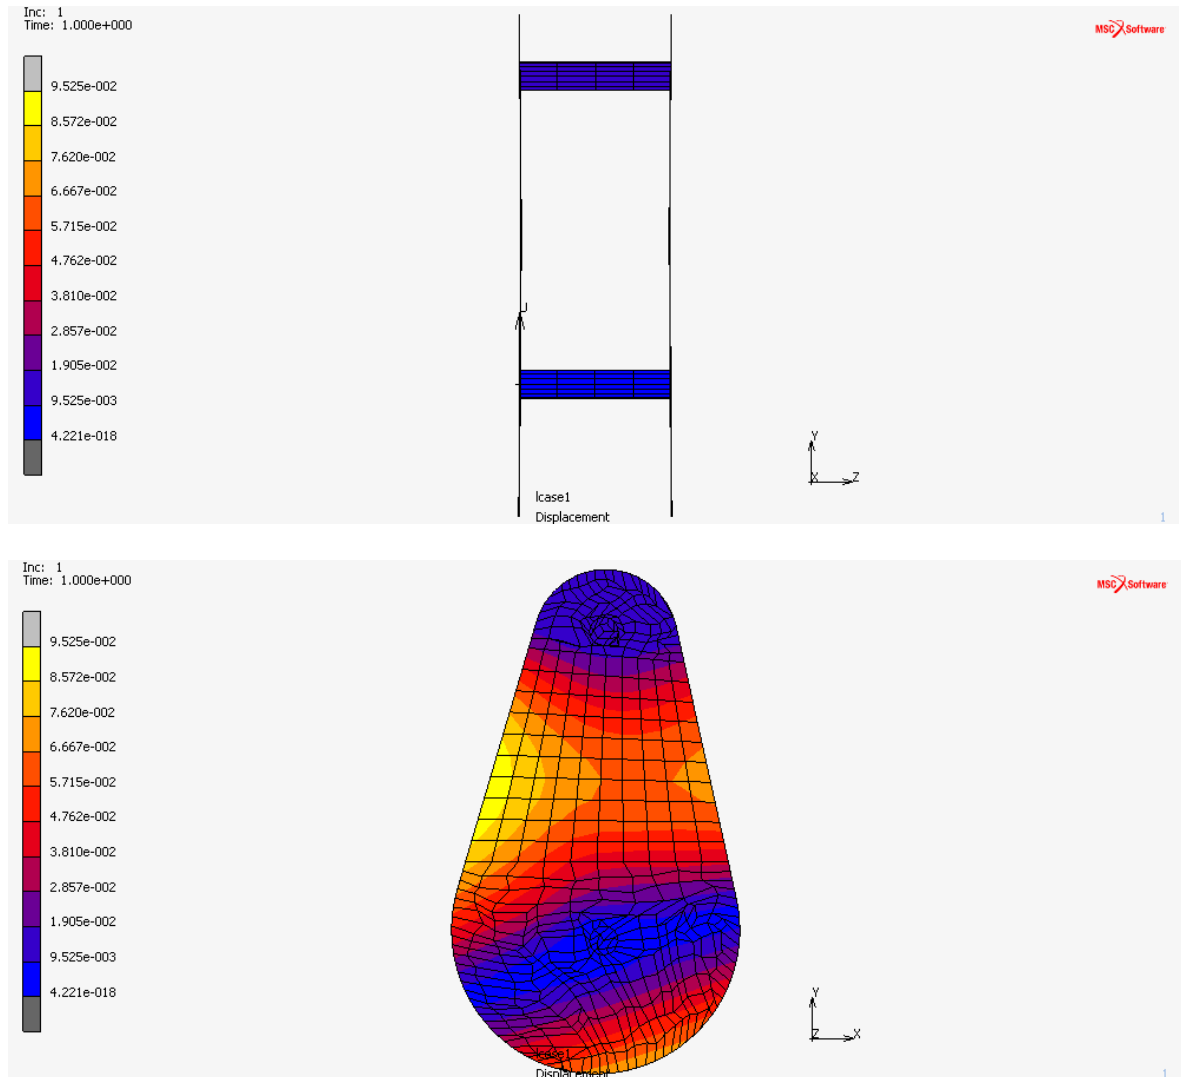 Inc: 1
Time: 1.000e+000
MSC Software
9.525e-002
8.572e-002
7.620e-002
6.667e-002
5.715e-002
4.762e-002
3.810e-002
2.857e-002
1.905e-002
9.525e-003
4.221e-018
Y
X Z
lcase1
Displacement
1
Inc: 1
Time: 1.000e+000
MSC Software
9.525e-002
8.572e-002
7.620e-002
6.667e-002
5.715e-002
4.762e-002
3.810e-002
2.857e-002
1.905e-002
9.525e-003
4.221e-018
Y
Z X
lcase1
Displacement
1